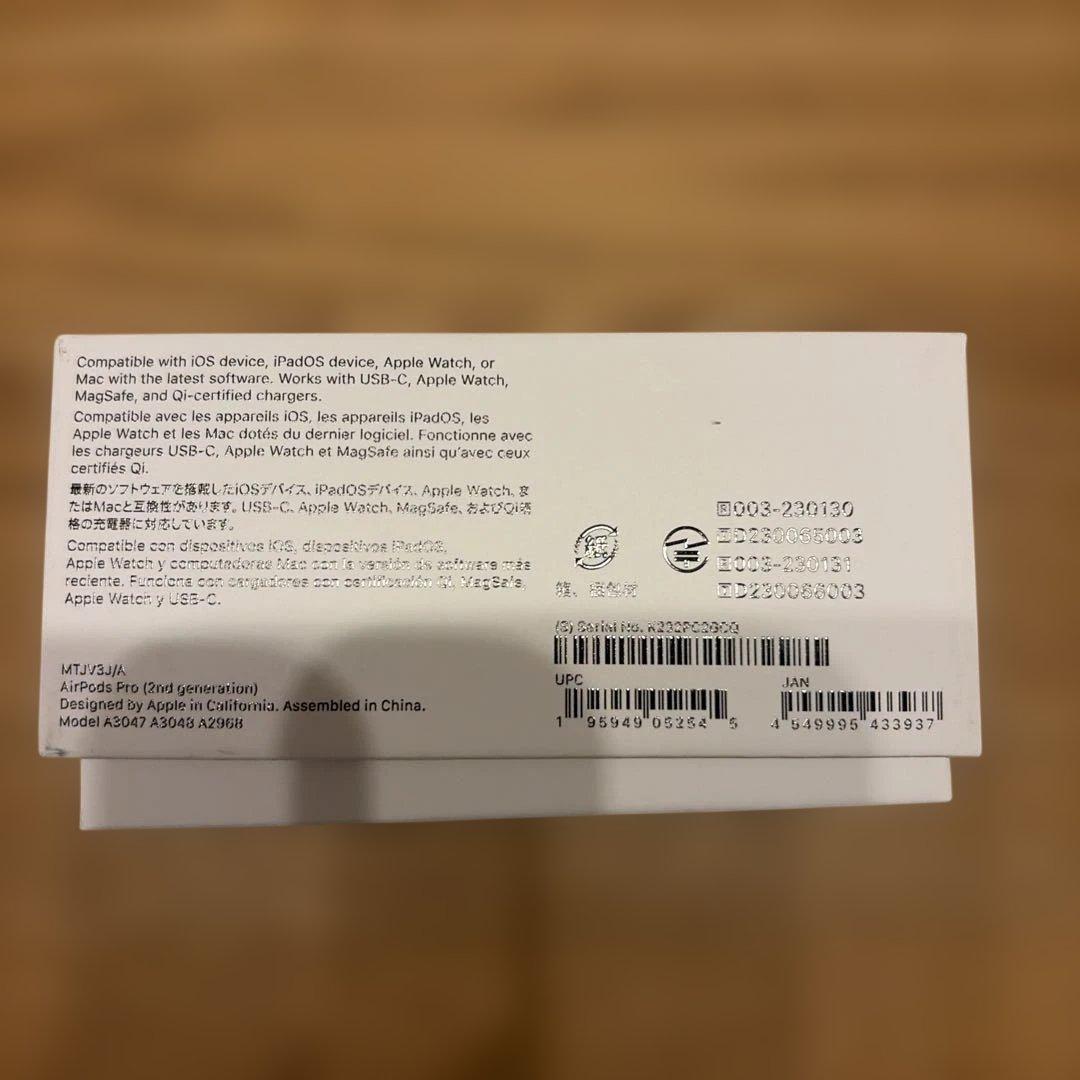 Compatible with iOS device, iPadOS device, Apple Watch, or
Mac with the latest software. Works with USB-C, Apple Watch,
MagSafe, and Qi-certified chargers.
Compatible avec les appareils iOS, les appareils iPadOS, les
Apple Watch et les Mac dotés du dernier logiciel. Fonctionne avec
les chargeurs USB-C, Apple Watch et MagSafe ainsi qu'avec ceux
certifiés Qi.
最新のソフトウェアを搭載したiOSデバイス、iPadOSデバイス、Apple Watch、ま
たはMacと互換性があります。USB-C、Apple Watch、MagSafe、およびQi規
格の充電器に対応しています。
Compatible con dispositivos iOS, dispositivos iPadOS,
Apple Watch y computadoras Mac con la versión de software más
reciente. Funciona con cargadores con certificación Qi, MagSafe,
Apple Watch y USB-C.
MTJV3J/A
AirPods Pro (2nd generation)
Designed by Apple in California. Assembled in China.
Model A3047 A3048 A2968
紙
箱、
R 003-230130
T D230065003
R 003-230131
T D230066003
(S) Serial No.
UPC
1 95949 05254 5
JAN
4 549995 433937